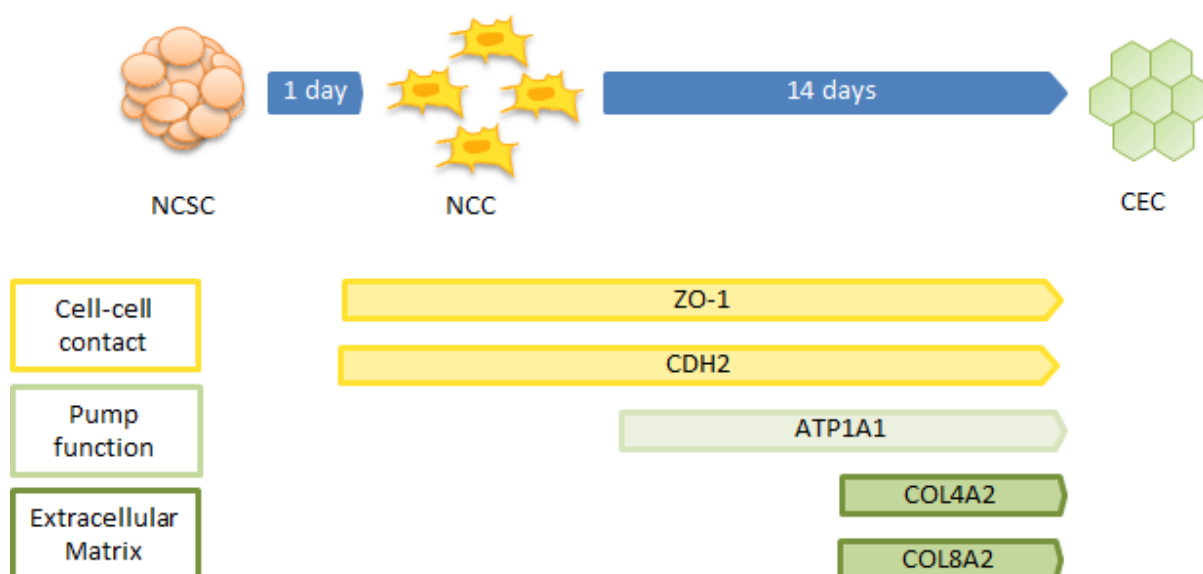 1 day
14 days
NCSC
NCC
CEC
Cell-cell
contact
ZO-1
CDH2
Pump
function
ATP1A1
Extracellular
Matrix
COL4A2
COL8A2